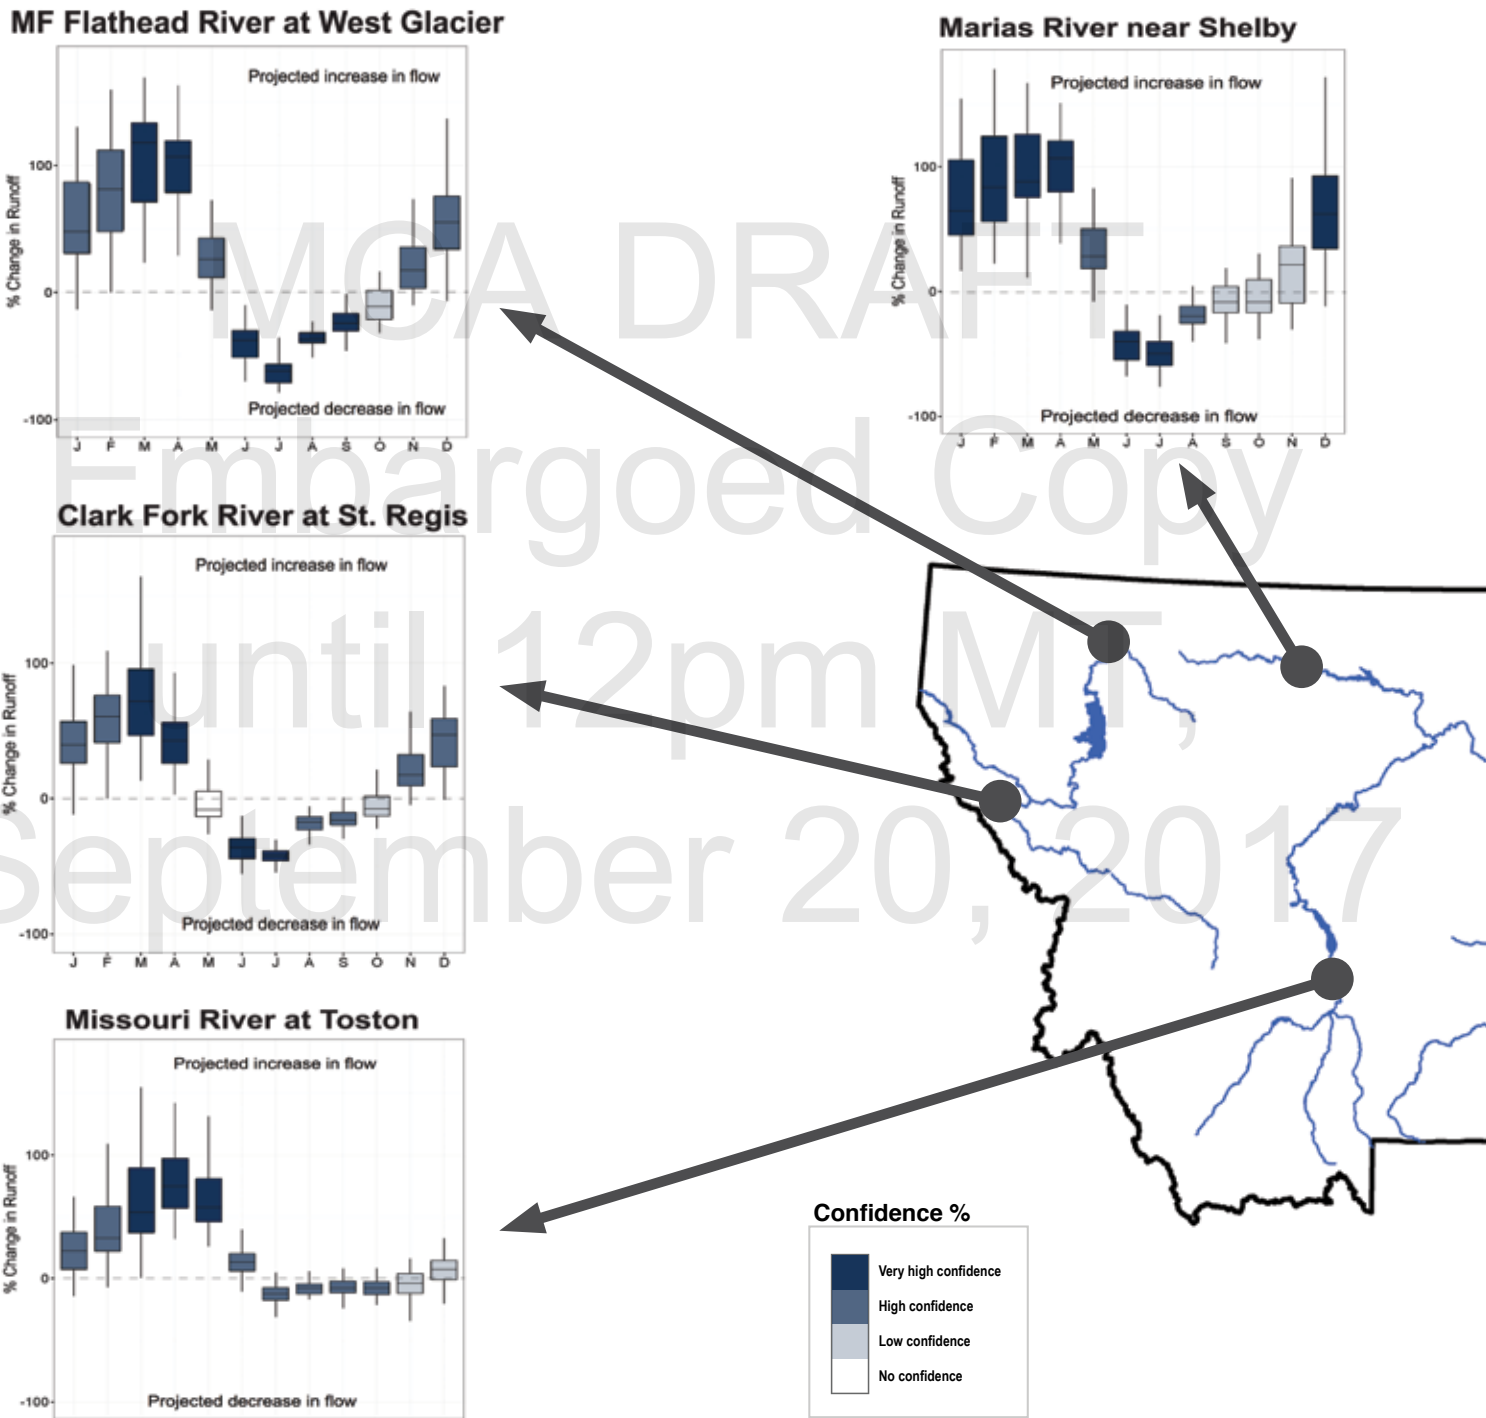 MF Flathead River at West Glacier
Projected increase in flow
% Change in Runoff
100
0
-100
Projected decrease in flow
J F M A M J J A S O N D
Marias River near Shelby
Projected increase in flow
% Change in Runoff
100
0
-100
Projected decrease in flow
J F M A M J J A S O N D
MCA DRAFT
Embargoed Copy
until 12pm MT,
September 20, 2017
Clark Fork River at St. Regis
Projected increase in flow
% Change in Runoff
100
0
-100
Projected decrease in flow
J F M A M J J A S O N D
Missouri River at Toston
Projected increase in flow
% Change in Runoff
100
0
-100
Projected decrease in flow
Confidence %
Very high confidence
High confidence
Low confidence
No confidence